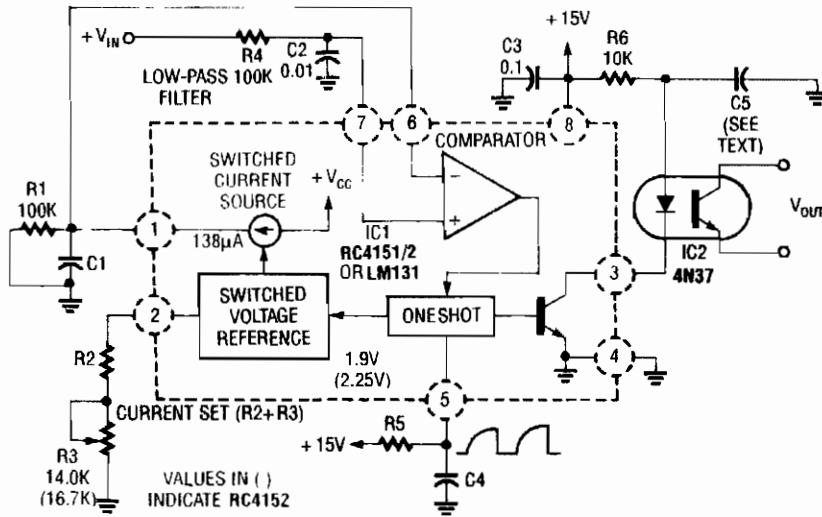 + V_IN
R4
100K
C2
0.01
LOW-PASS
FILTER
+ 15V
C3
0.1
R6
10K
C5
(SEE
TEXT)
7
6
8
COMPARATOR
SWITCHED
CURRENT
SOURCE
+ V_CC
−
+
R1
100K
1
138µA
IC1
RC4151/2
OR LM131
V_OUT
IC2
4N37
C1
2
SWITCHED
VOLTAGE
REFERENCE
ONESHOT
3
4
R2
1.9V
(2.25V)
5
CURRENT SET (R2+R3)
R3
14.0K
(16.7K)
+ 15V
R5
C4
VALUES IN ( )
INDICATE RC4152